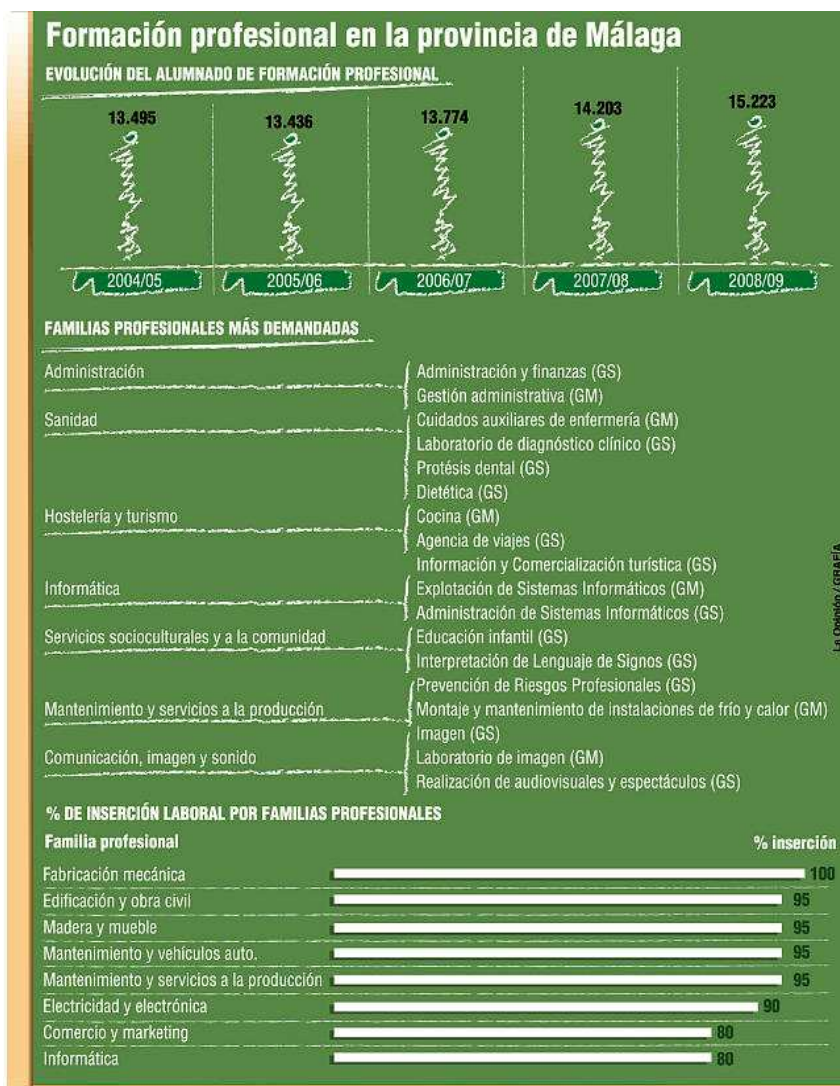 Formación profesional en la provincia de Málaga
EVOLUCIÓN DEL ALUMNADO DE FORMACIÓN PROFESIONAL
13.495
13.436
13.774
14.203
15.223
2004/05
2005/06
2006/07
2007/08
2008/09
FAMILIAS PROFESIONALES MÁS DEMANDADAS
Administración
Administración y finanzas (GS)
Gestión administrativa (GM)
Sanidad
Cuidados auxiliares de enfermería (GM)
Laboratorio de diagnóstico clínico (GS)
Protésis dental (GS)
Dietética (GS)
Hostelería y turismo
Cocina (GM)
Agencia de viajes (GS)
Información y Comercialización turística (GS)
Informática
Explotación de Sistemas Informáticos (GM)
Administración de Sistemas Informáticos (GS)
Servicios socioculturales y a la comunidad
Educación infantil (GS)
Interpretación de Lenguaje de Signos (GS)
Prevención de Riesgos Profesionales (GS)
Mantenimiento y servicios a la producción
Montaje y mantenimiento de instalaciones de frío y calor (GM)
Imagen (GS)
Comunicación, imagen y sonido
Laboratorio de imagen (GM)
Realización de audiovisuales y espectáculos (GS)
La Opinión / GRAFÍA
% DE INSERCIÓN LABORAL POR FAMILIAS PROFESIONALES
Familia profesional
% inserción
Fabricación mecánica 100
Edificación y obra civil 95
Madera y mueble 95
Mantenimiento y vehículos auto. 95
Mantenimiento y servicios a la producción 95
Electricidad y electrónica 90
Comercio y marketing 80
Informática 80